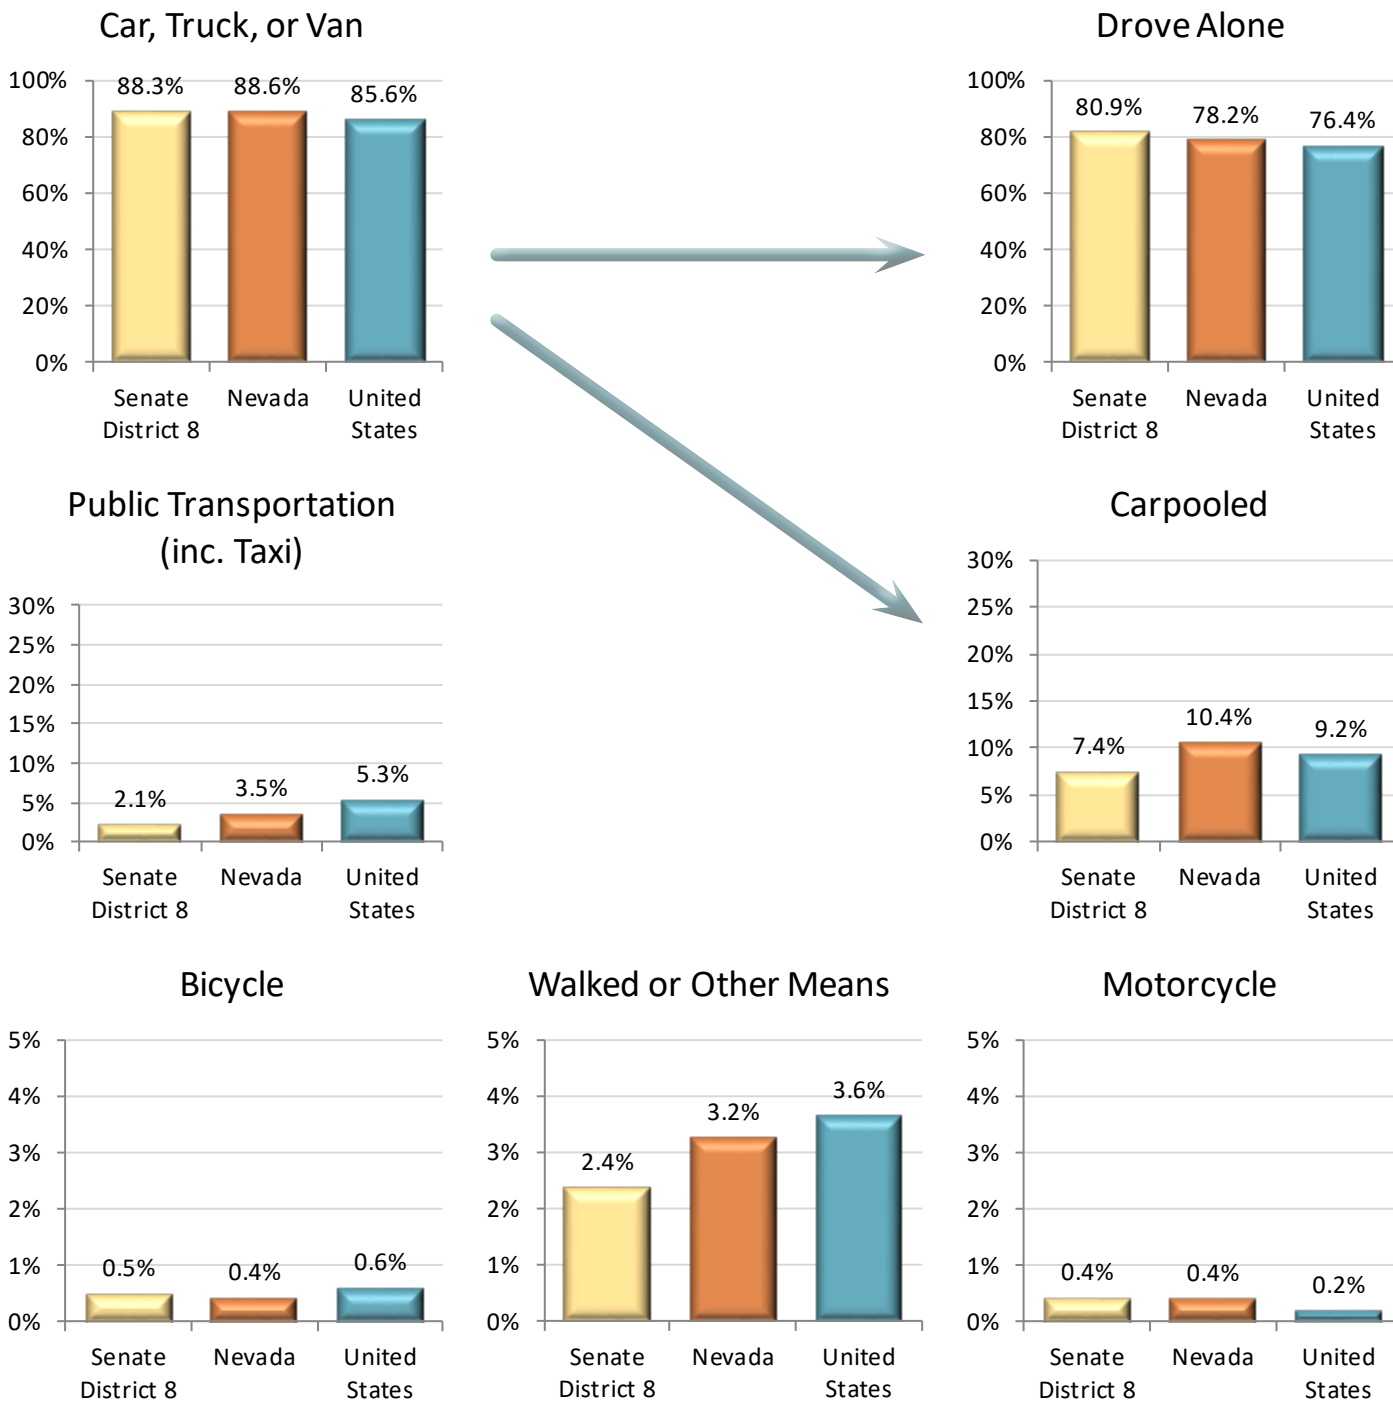 Car, Truck, or Van
100%
80%
60%
40%
20%
0%
88.3%
88.6%
85.6%
Senate
District 8
Nevada
United
States
Drove Alone
100%
80%
60%
40%
20%
0%
80.9%
78.2%
76.4%
Senate
District 8
Nevada
United
States
Public Transportation
(inc. Taxi)
30%
25%
20%
15%
10%
5%
0%
2.1%
3.5%
5.3%
Senate
District 8
Nevada
United
States
Carpooled
30%
25%
20%
15%
10%
5%
0%
7.4%
10.4%
9.2%
Senate
District 8
Nevada
United
States
Bicycle
5%
4%
3%
2%
1%
0%
0.5%
0.4%
0.6%
Senate
District 8
Nevada
United
States
Walked or Other Means
5%
4%
3%
2%
1%
0%
2.4%
3.2%
3.6%
Senate
District 8
Nevada
United
States
Motorcycle
5%
4%
3%
2%
1%
0%
0.4%
0.4%
0.2%
Senate
District 8
Nevada
United
States